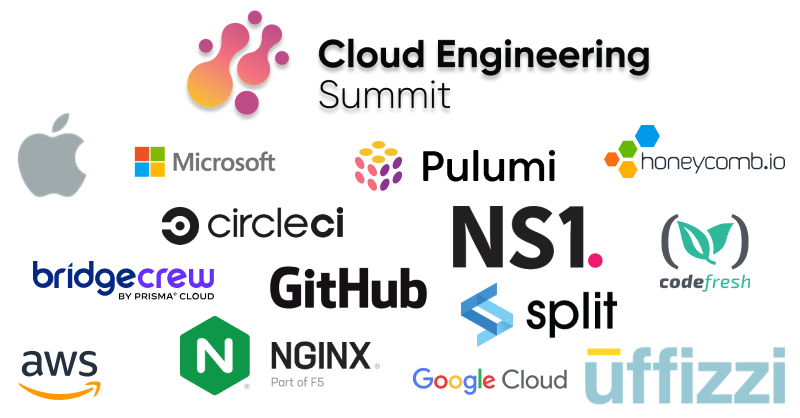 Cloud Engineering
Summit
Microsoft
Pulumi
honeycomb.io
circleci
NS1.
codefresh
bridgecrew
BY PRISMA® CLOUD
GitHub
split
aws
N
®
NGINX®
Part of F5
Google Cloud
uffizzi